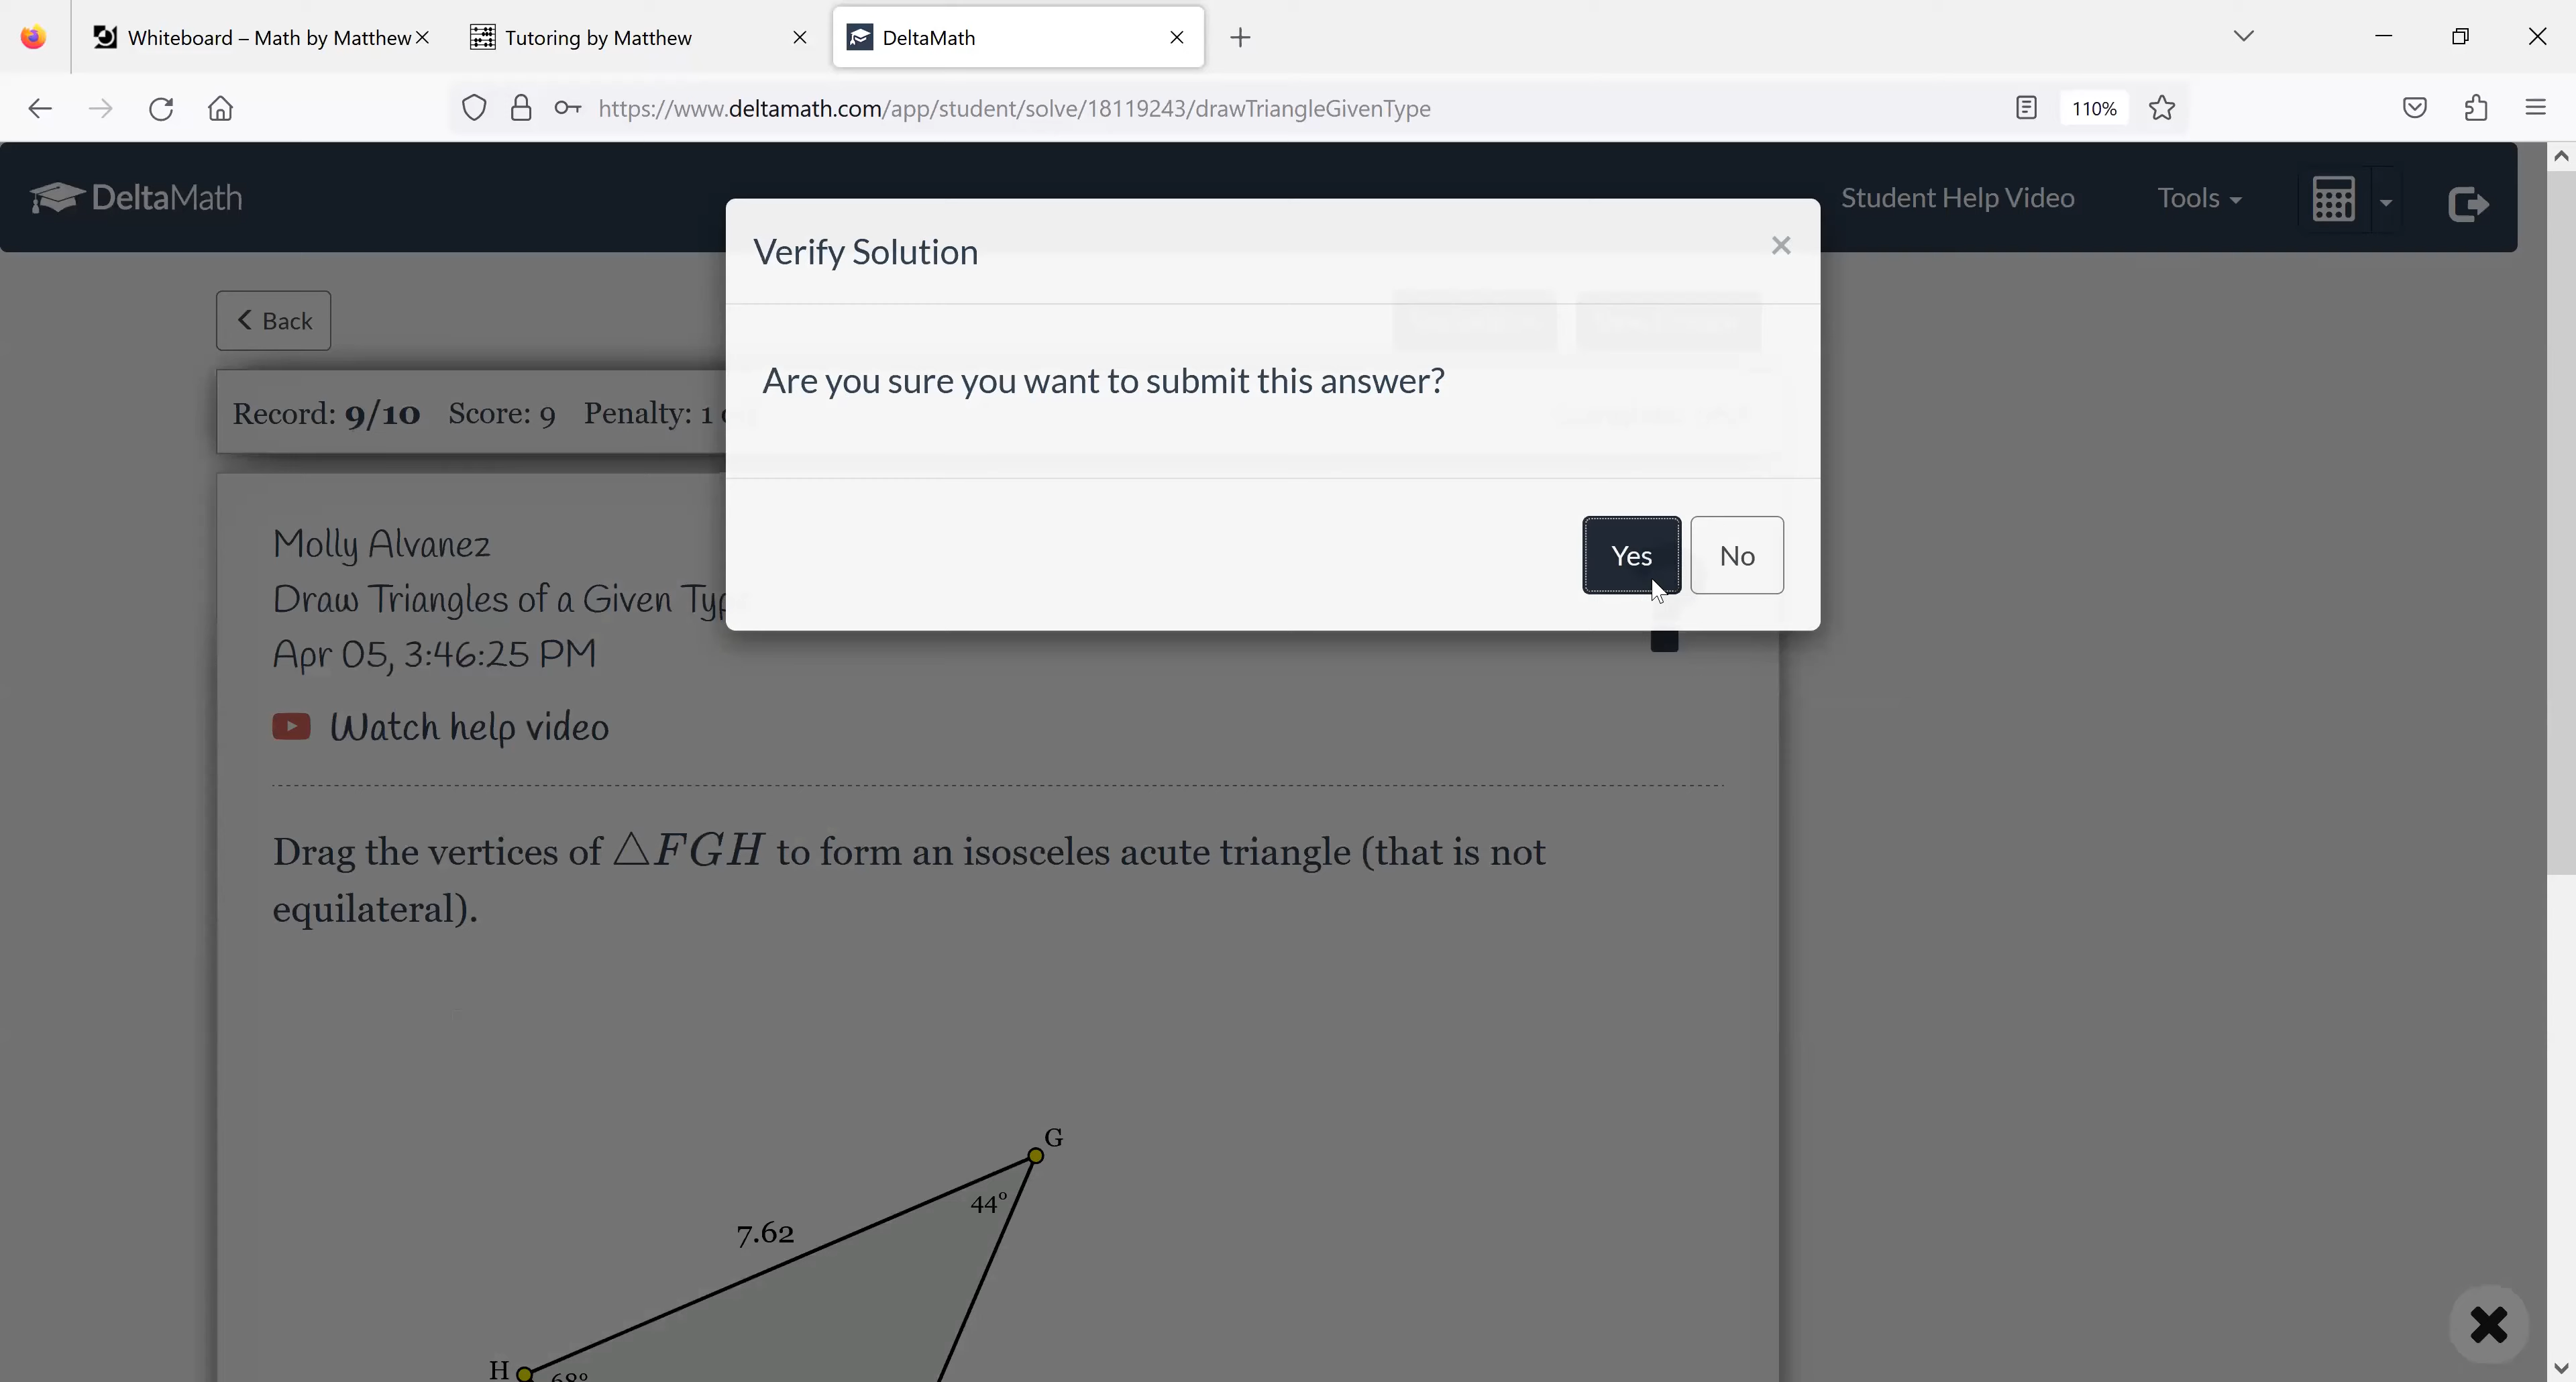 Whiteboard – Math by Matthew
Tutoring by Matthew
DeltaMath
https://www.deltamath.com/app/student/solve/18119243/drawTriangleGivenType
110%
DeltaMath
Student Help Video
Tools
Verify Solution
Back
Are you sure you want to submit this answer?
Record: 9/10 Score: 9 Penalty: 1
Yes
No
Molly Alvanez
Draw Triangles of a Given Type
Apr 05, 3:46:25 PM
Watch help video
Drag the vertices of △FGH to form an isosceles acute triangle (that is not
equilateral).
G
44°
7.62
H
68°